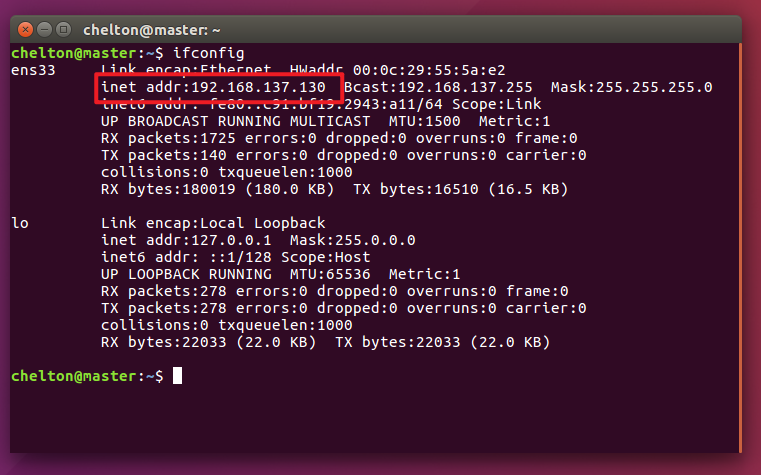 chelton@master: ~
chelton@master:~$ ifconfig
ens33     Link encap:Ethernet  HWaddr 00:0c:29:55:5a:e2
          inet addr:192.168.137.130  Bcast:192.168.137.255  Mask:255.255.255.0
          inet6 addr: fe80::c91:bf19:2943:a11/64 Scope:Link
          UP BROADCAST RUNNING MULTICAST  MTU:1500  Metric:1
          RX packets:1725 errors:0 dropped:0 overruns:0 frame:0
          TX packets:140 errors:0 dropped:0 overruns:0 carrier:0
          collisions:0 txqueuelen:1000
          RX bytes:180019 (180.0 KB)  TX bytes:16510 (16.5 KB)

lo        Link encap:Local Loopback
          inet addr:127.0.0.1  Mask:255.0.0.0
          inet6 addr: ::1/128 Scope:Host
          UP LOOPBACK RUNNING  MTU:65536  Metric:1
          RX packets:278 errors:0 dropped:0 overruns:0 frame:0
          TX packets:278 errors:0 dropped:0 overruns:0 carrier:0
          collisions:0 txqueuelen:1000
          RX bytes:22033 (22.0 KB)  TX bytes:22033 (22.0 KB)

chelton@master:~$